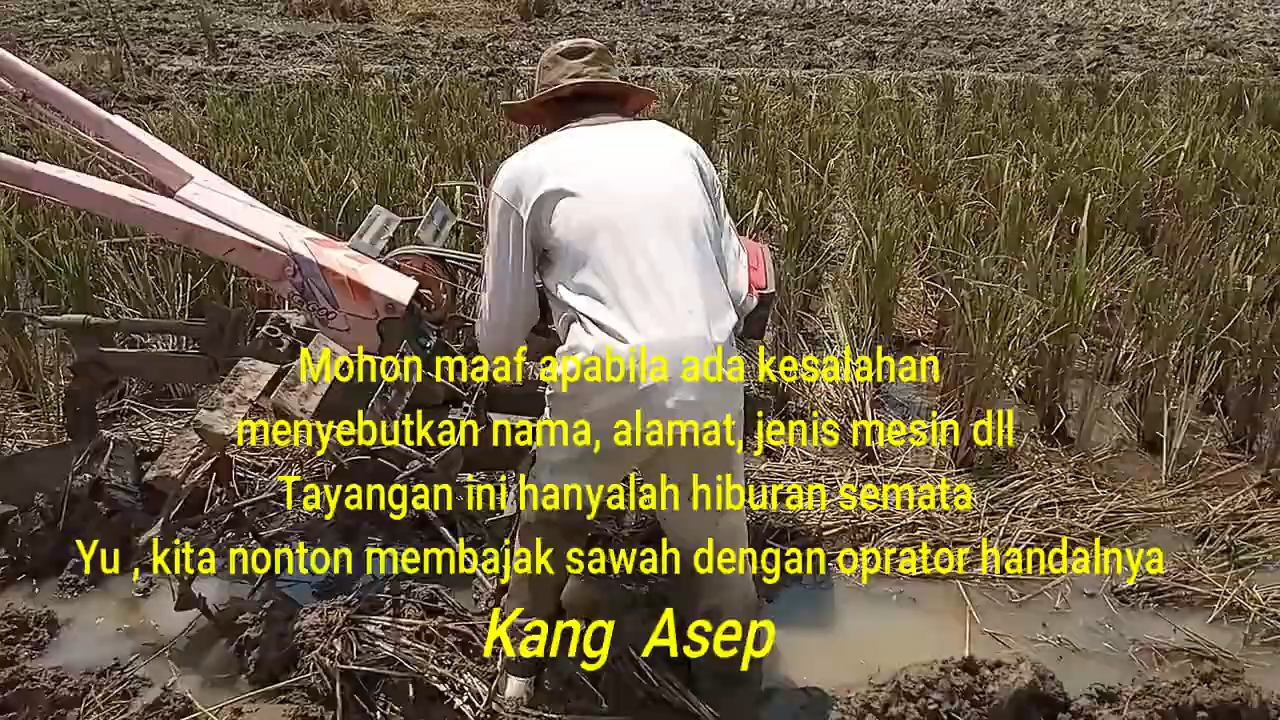 Mohon maaf apabila ada kesalahan
menyebutkan nama, alamat, jenis mesin dll
Tayangan ini hanyalah hiburan semata
Yu , kita nonton membajak sawah dengan oprator handalnya
Kang Asep